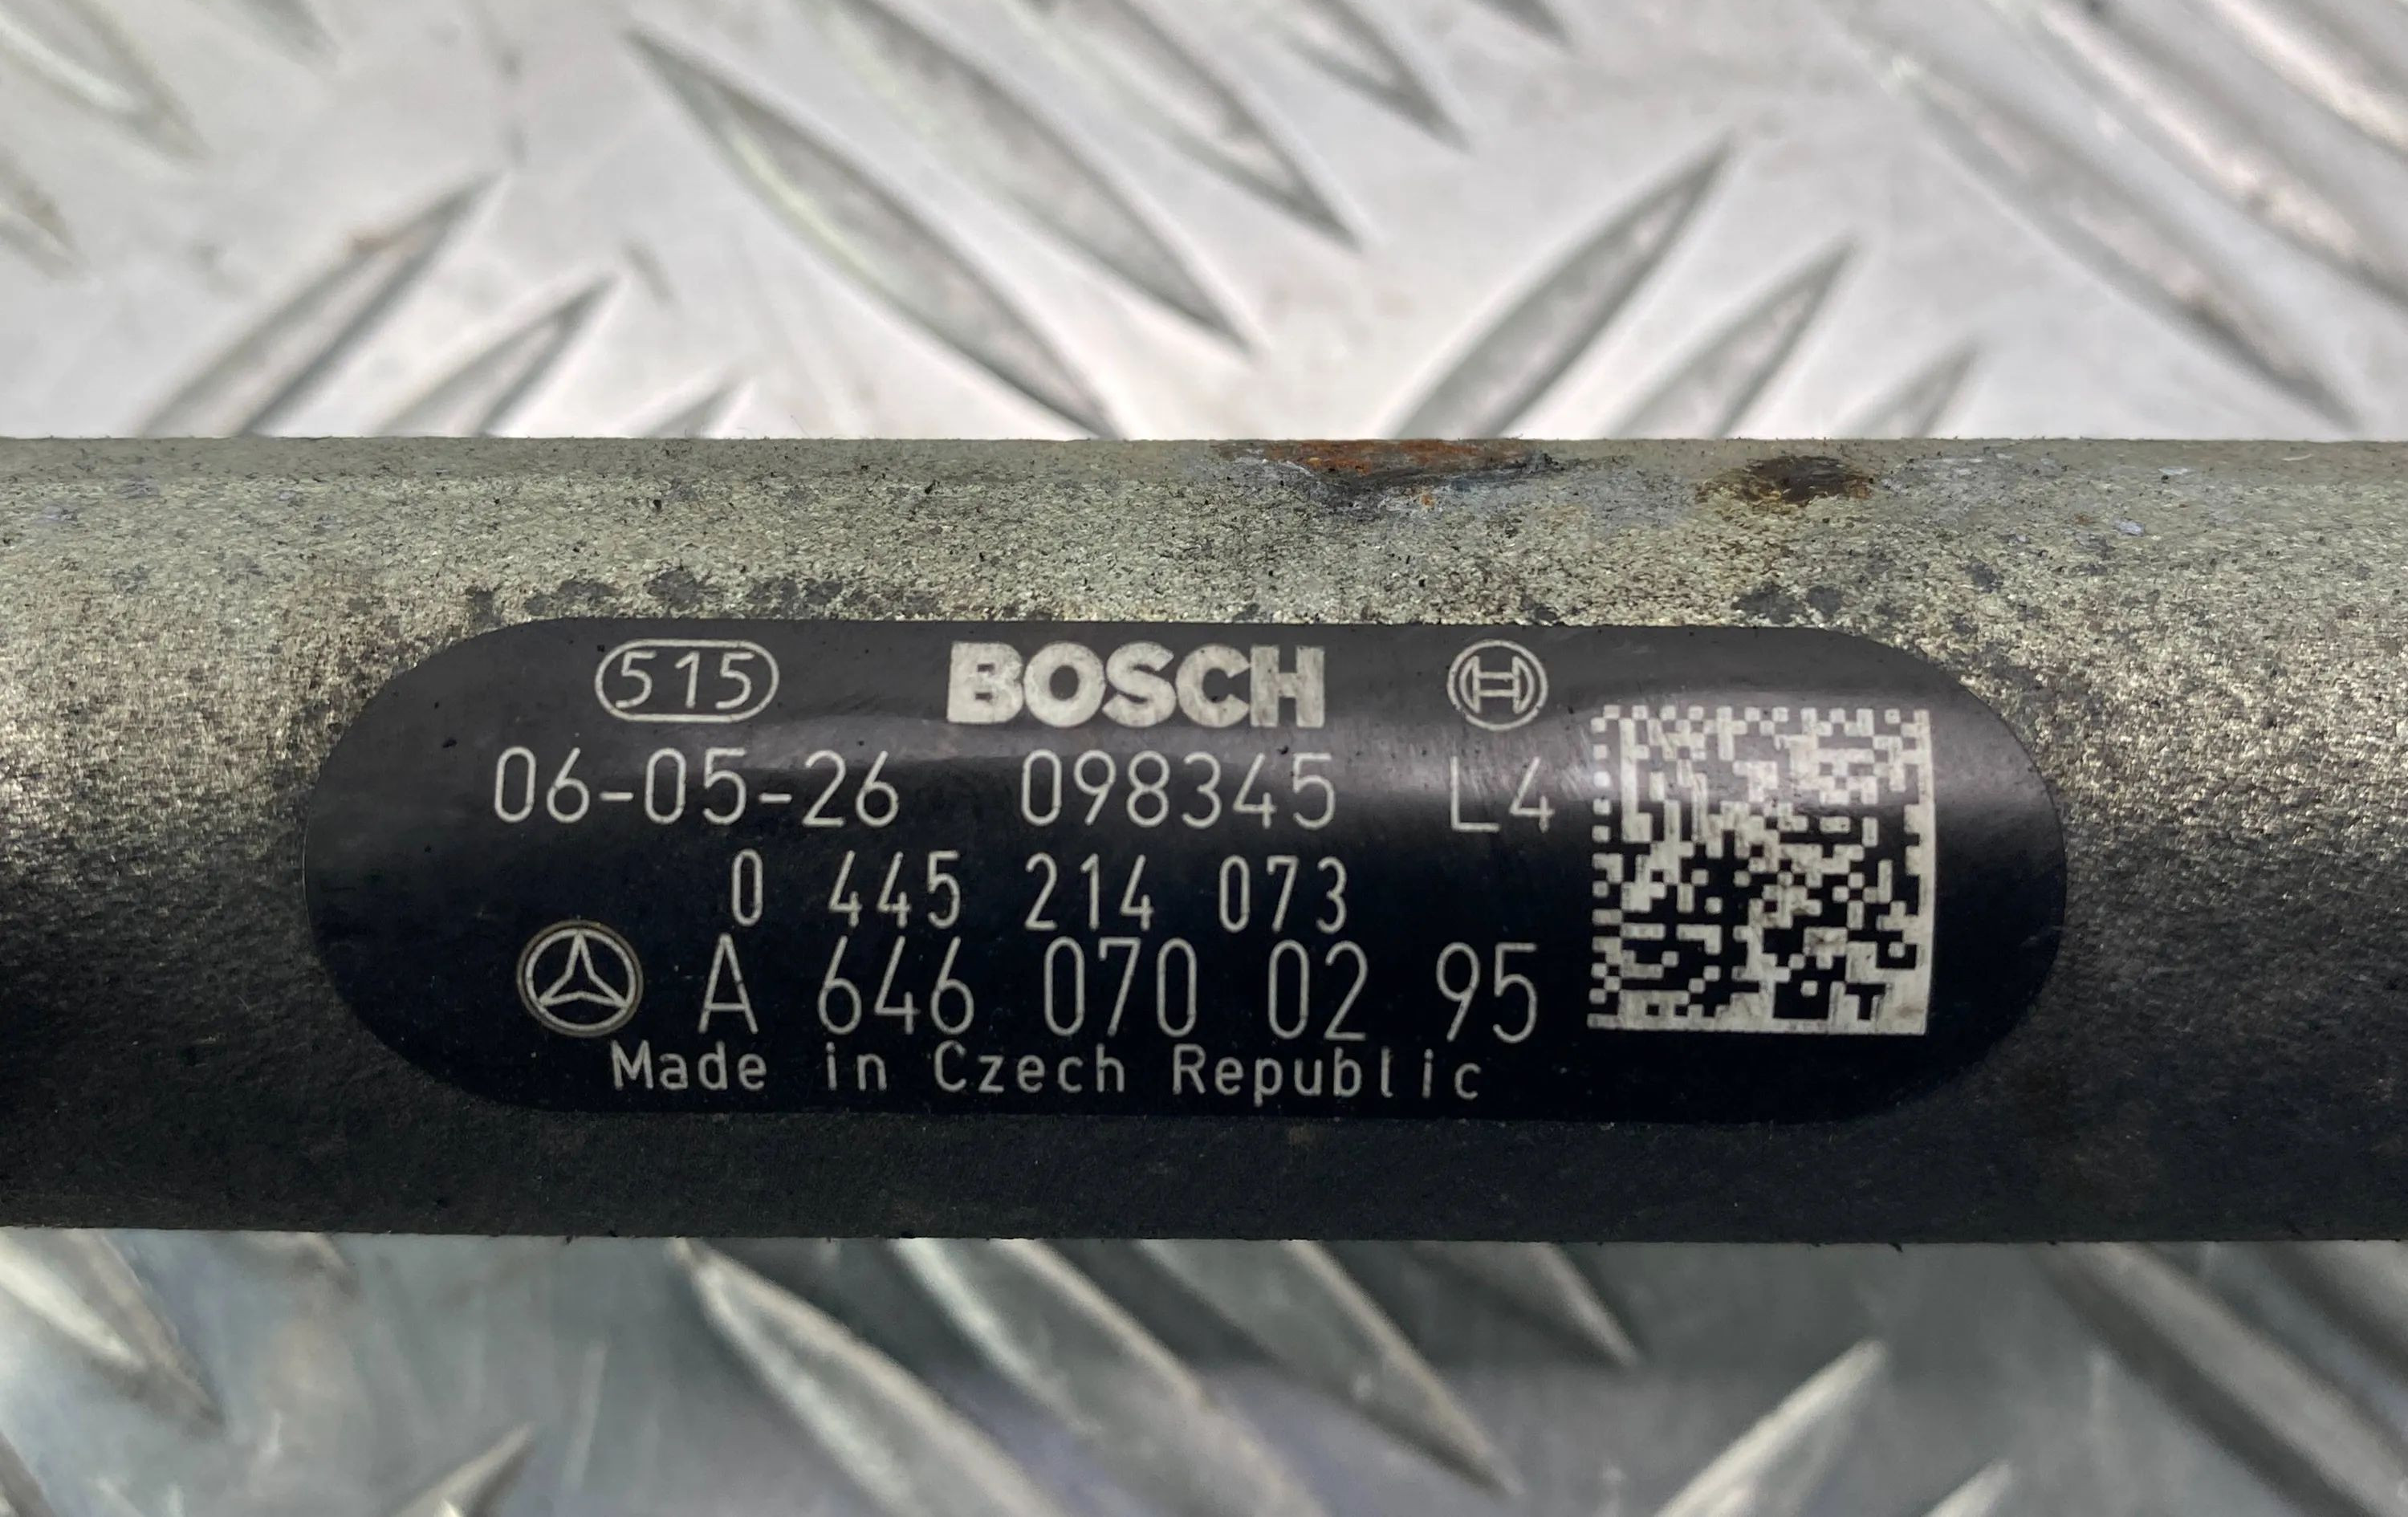 515 BOSCH
06-05-26 098345 L4
0 445 214 073
A 646 070 02 95
Made in Czech Republic